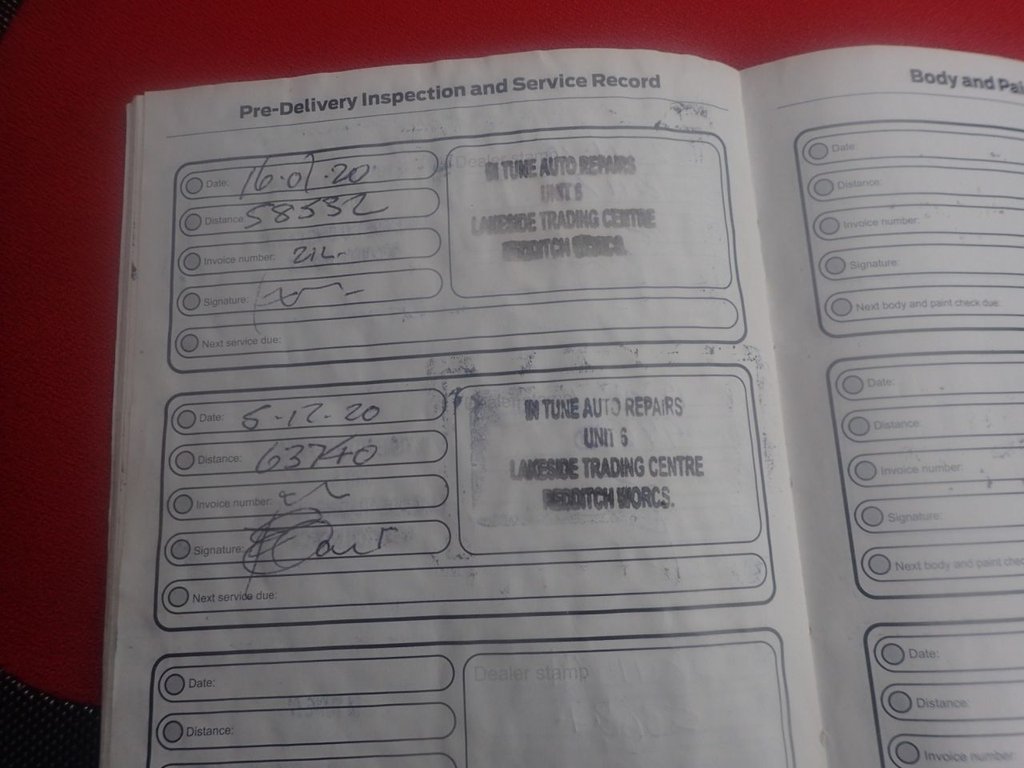 Pre-Delivery Inspection and Service Record
Date: 16.01.20
Distance: 58332
Invoice number:
Signature:
Next service due:
IN TUNE AUTO REPAIRS
UNIT 6
LAKESIDE TRADING CENTRE
REDDITCH WORCS.
Date: 5.12.20
Distance: 63740
Invoice number:
Signature:
Next service due:
IN TUNE AUTO REPAIRS
UNIT 6
LAKESIDE TRADING CENTRE
REDDITCH WORCS.
Date:
Distance:
Dealer stamp
Body and Pai
Date:
Distance:
Invoice number:
Signature:
Next body and paint check due:
Date:
Distance:
Invoice number:
Signature:
Next body and paint chec
Date:
Distance:
Invoice number: